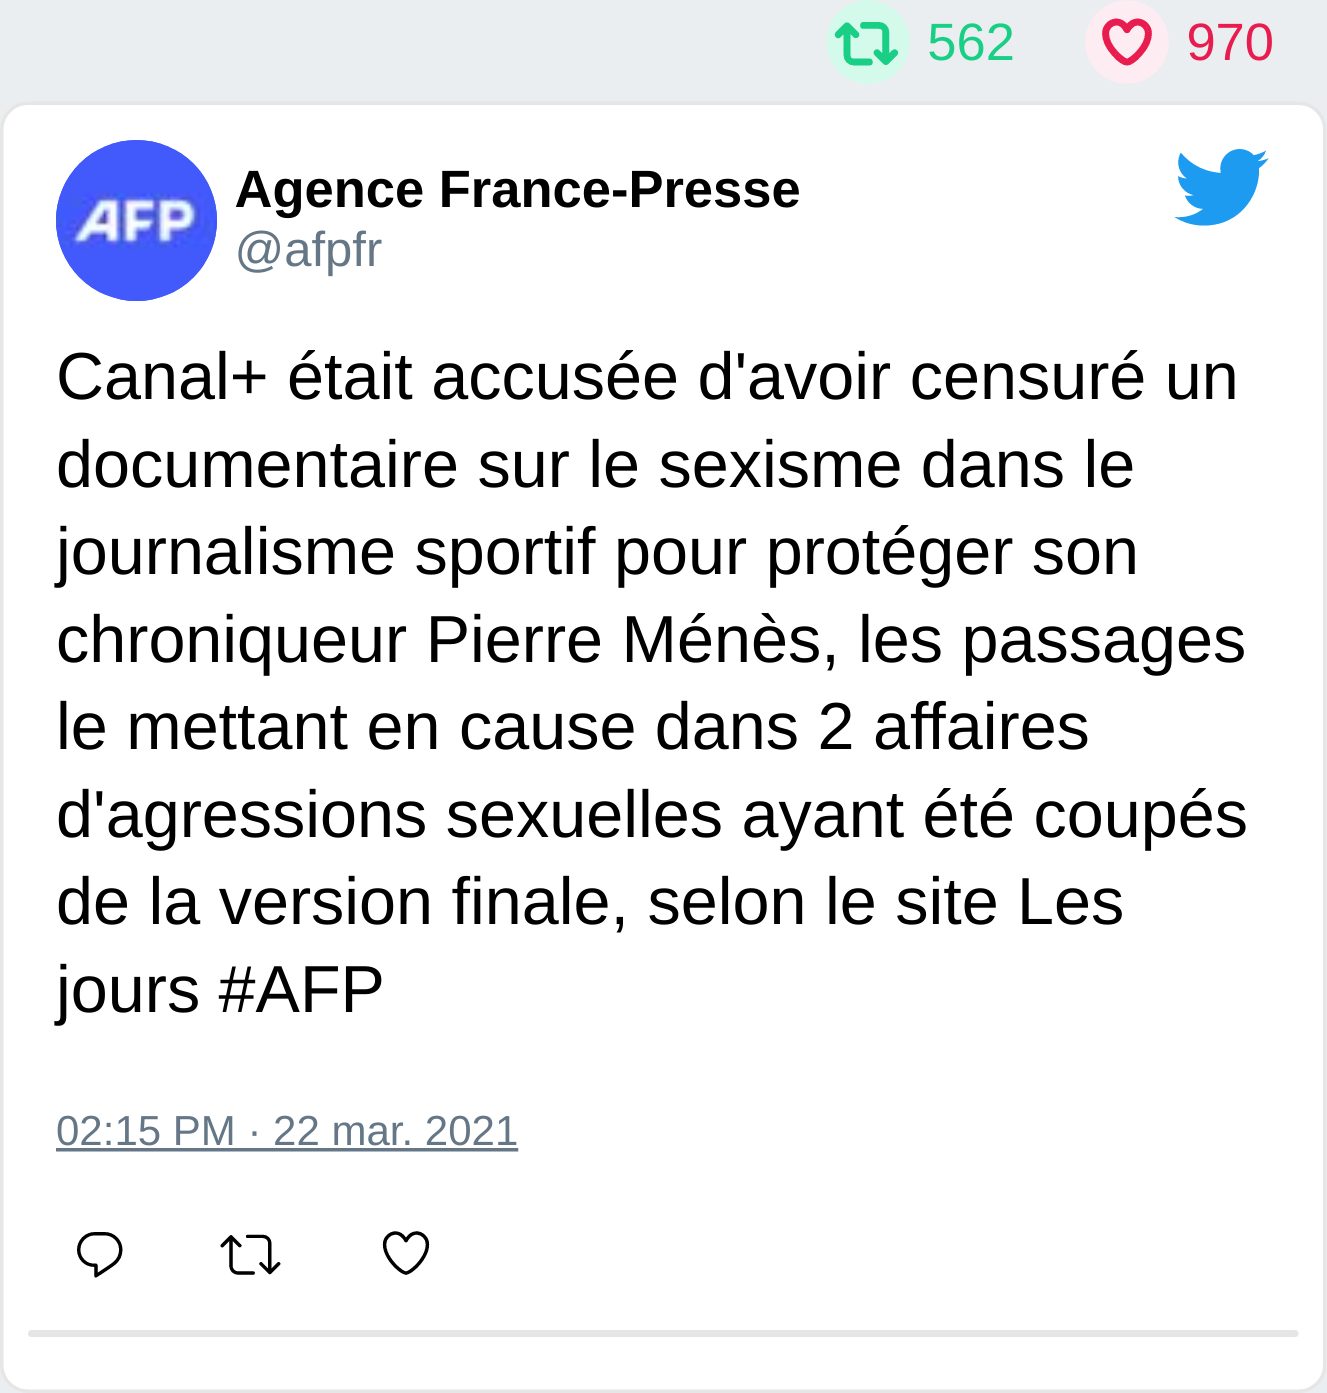 562 970
AFP
Agence France-Presse
@afpfr
Canal+ était accusée d'avoir censuré un
documentaire sur le sexisme dans le
journalisme sportif pour protéger son
chroniqueur Pierre Ménès, les passages
le mettant en cause dans 2 affaires
d'agressions sexuelles ayant été coupés
de la version finale, selon le site Les
jours #AFP
02:15 PM · 22 mar. 2021